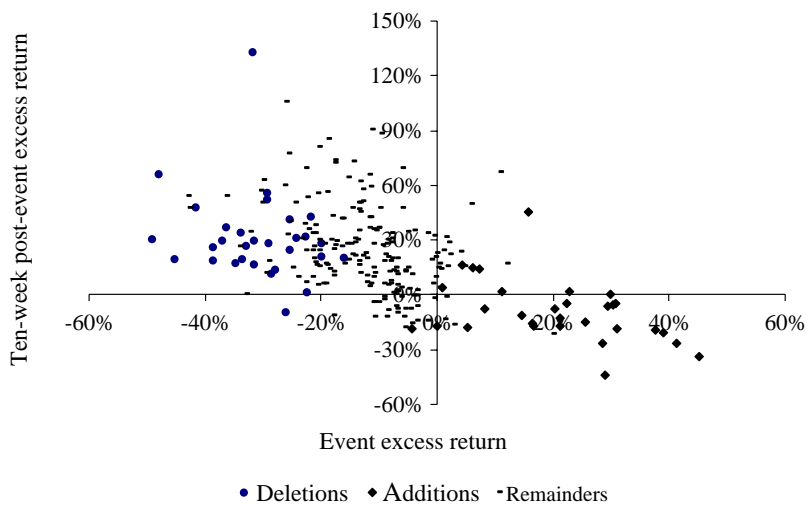 150%
120%
90%
60%
30%
0%
-60% -40% -20% 0% 20% 40% 60%
-30%
-60%
Ten-week post-event excess return
Event excess return
Deletions Additions Remainders